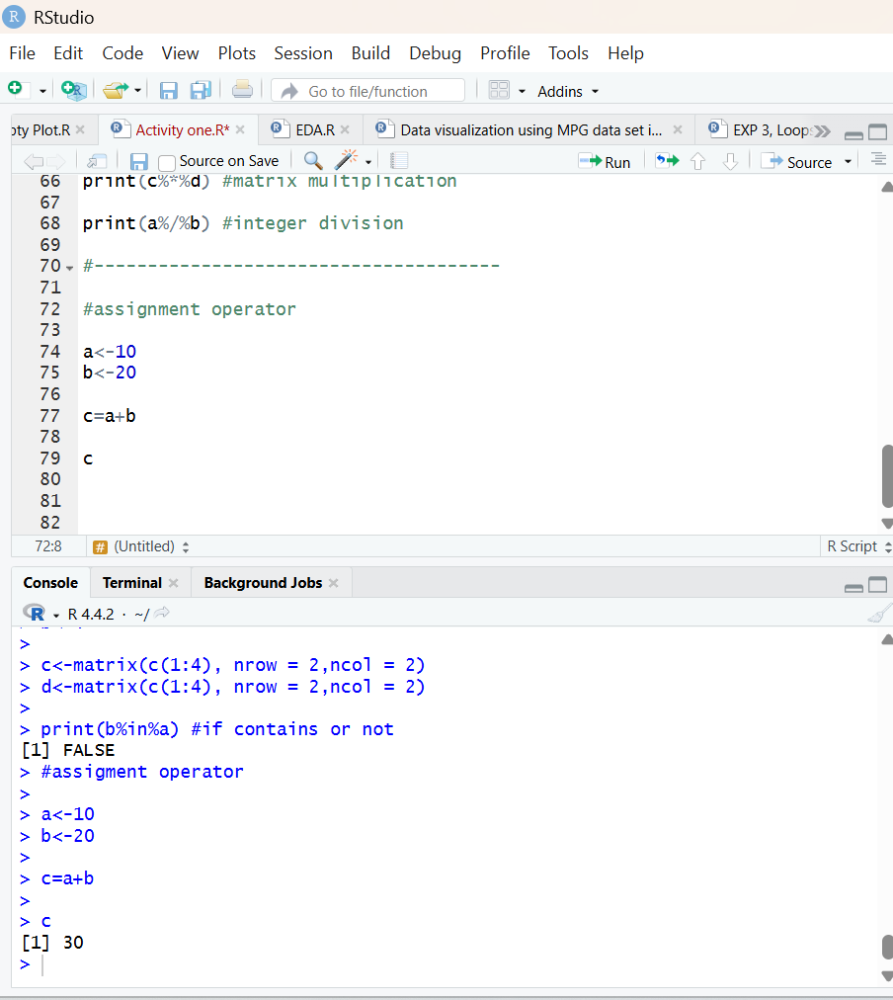 RStudio
File Edit Code View Plots Session Build Debug Profile Tools Help
Go to file/function Addins
Plot.R Activity one.R* EDA.R Data visualization using MPG data set i... EXP 3, Loop
Source on Save Run Source
66 print(c%*%d) #matrix multiplication
67
68 print(a%/%b) #integer division
69
70 #--------------------------------------
71
72 #assignment operator
73
74 a<-10
75 b<-20
76
77 c=a+b
78
79 c
80
81
82
72:8 # (Untitled) R Script
Console Terminal Background Jobs
R R 4.4.2 · ~/
>
> c<-matrix(c(1:4), nrow = 2,ncol = 2)
> d<-matrix(c(1:4), nrow = 2,ncol = 2)
>
> print(b%in%a) #if contains or not
[1] FALSE
> #assigment operator
>
> a<-10
> b<-20
>
> c=a+b
>
> c
[1] 30
>